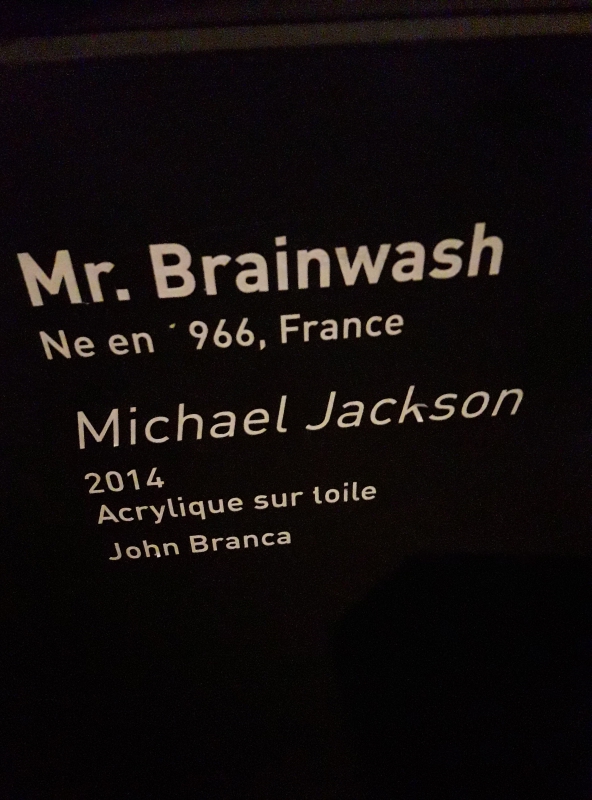 Mr. Brainwash
Ne en ´966, France
Michael Jackson
2014
Acrylique sur toile
John Branca